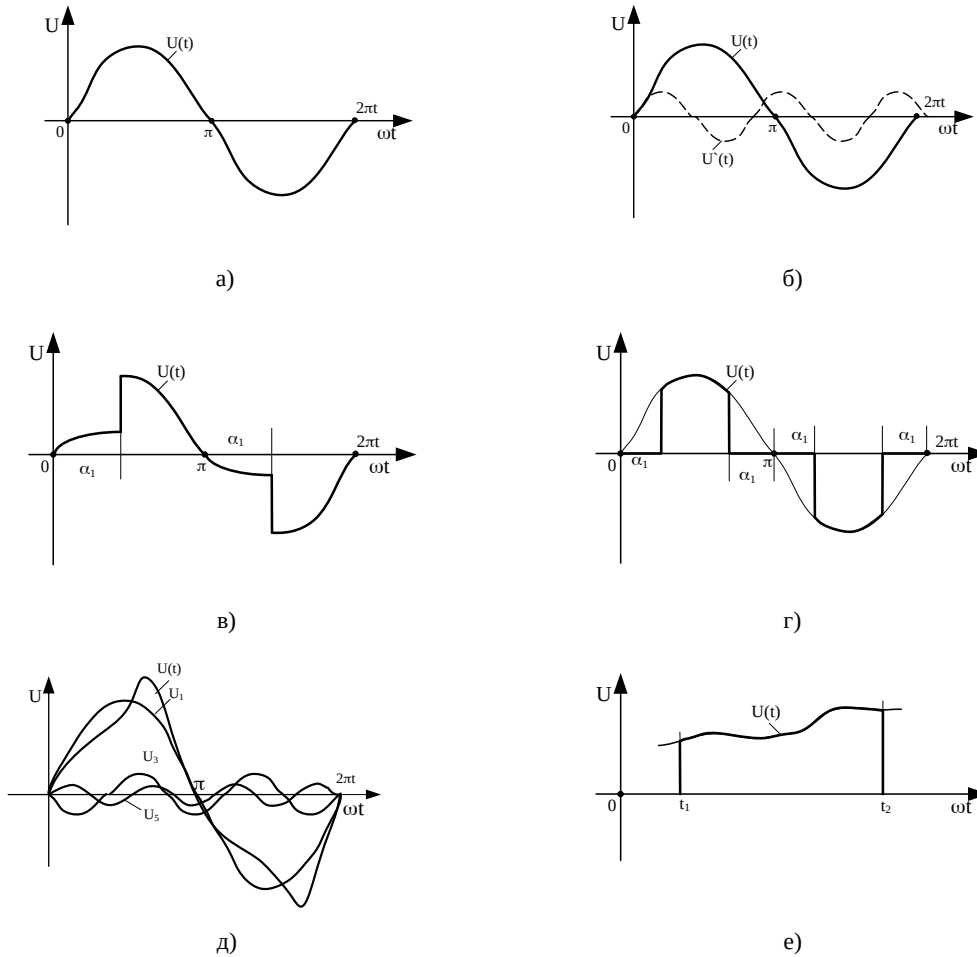 U
U(t)
2πt
0
π
ωt
а)
U
U(t)
2πt
0
π
ωt
U`(t)
б)
U
U(t)
α1
2πt
0
α1
π
ωt
в)
U
U(t)
α1
α1
2πt
0
α1
π
α1
ωt
г)
U(t)
U
U1
U3
π
2πt
U5
ωt
д)
U
U(t)
0
t1
t2
ωt
е)